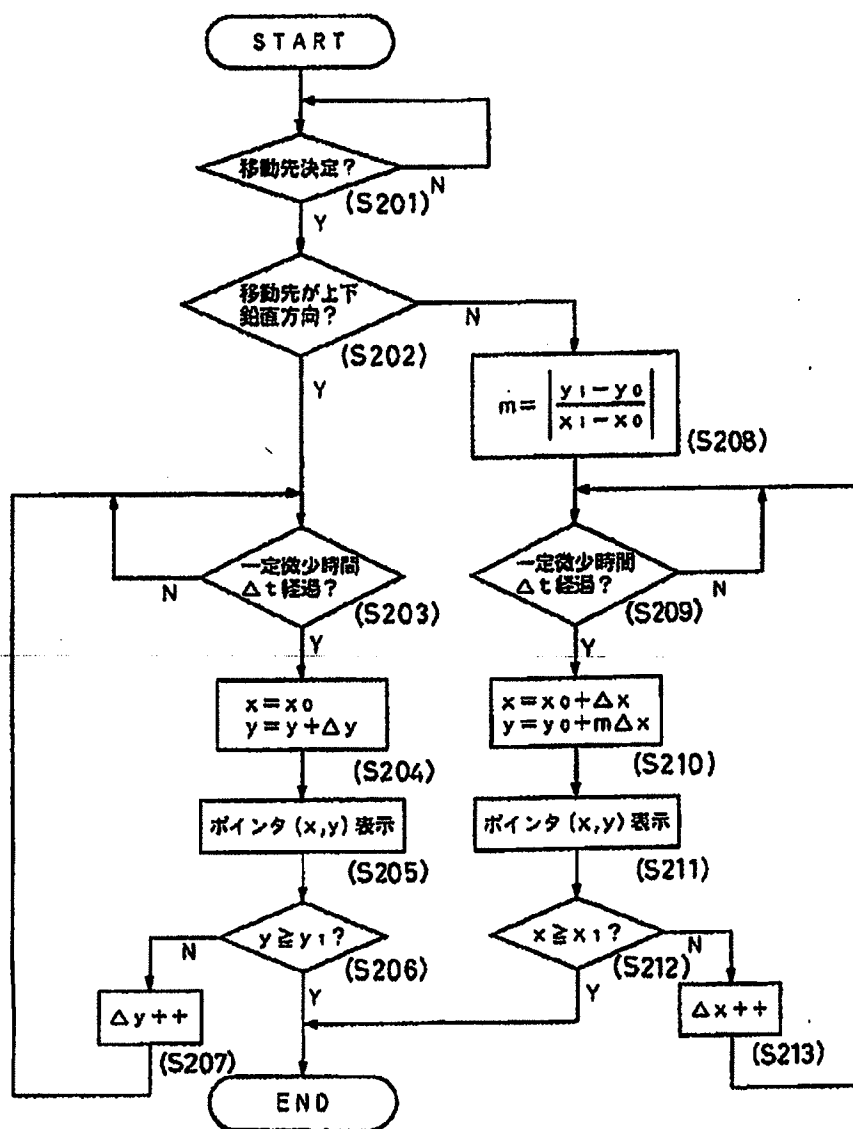 START
移動先決定?
N
(S201)
Y
移動先が上下
鉛直方向?
N
(S202)
Y
m=|y₁-y₀/x₁-x₀|
(S208)
一定微少時間
Δt経過?
N
(S203)
Y
一定微少時間
Δt経過?
N
(S209)
Y
x=x₀
y=y+Δy
(S204)
x=x₀+Δx
y=y₀+mΔx
(S210)
ポインタ(x,y)表示
(S205)
ポインタ(x,y)表示
(S211)
y≧y₁?
N
(S206)
Y
x≧x₁?
N
(S212)
Y
Δy++
(S207)
Δx++
(S213)
END